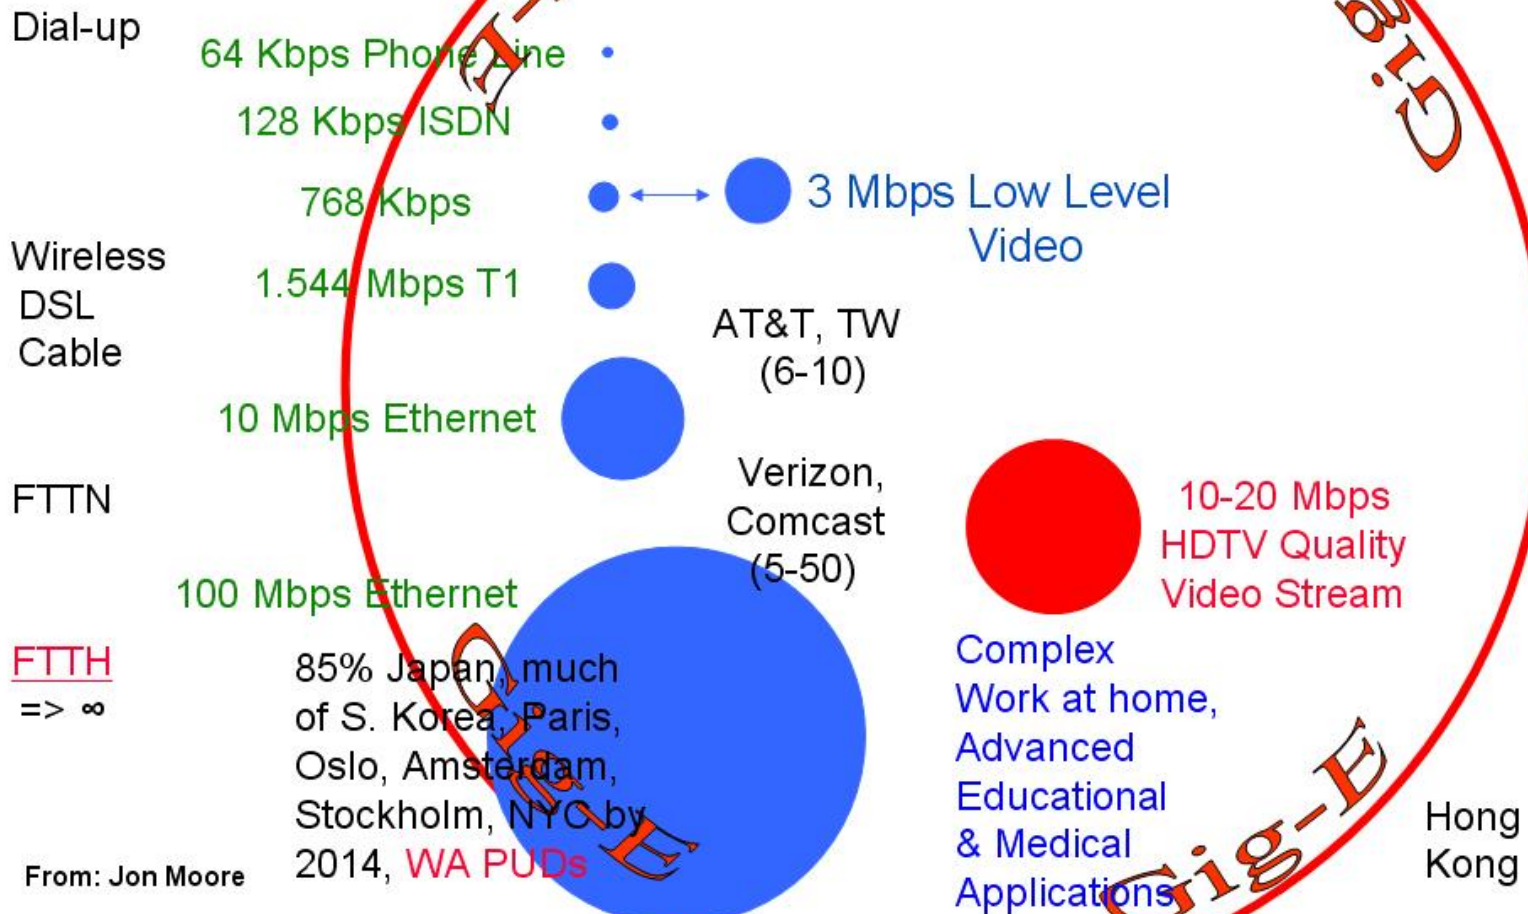 Dial-up
64 Kbps Phone Line
128 Kbps ISDN
768 Kbps
3 Mbps Low Level
Video
Wireless
DSL
Cable
1.544 Mbps T1
AT&T, TW
(6-10)
10 Mbps Ethernet
FTTN
Verizon,
Comcast
(5-50)
10-20 Mbps
HDTV Quality
Video Stream
100 Mbps Ethernet
FTTH
=> ∞
85% Japan, much
of S. Korea, Paris,
Oslo, Amsterdam,
Stockholm, NYC by
2014, WA PUDs
Complex
Work at home,
Advanced
Educational
& Medical
Applications
Hong
Kong
From: Jon Moore
Gig-E
Gig-E
-E
Gig